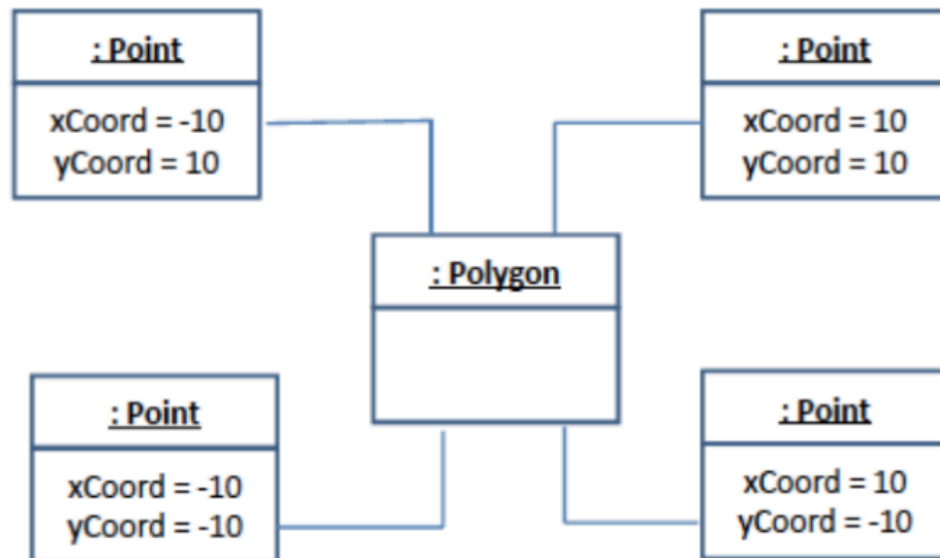 : Point
xCoord = -10
yCoord = 10
: Point
xCoord = 10
yCoord = 10
: Polygon
: Point
xCoord = -10
yCoord = -10
: Point
xCoord = 10
yCoord = -10